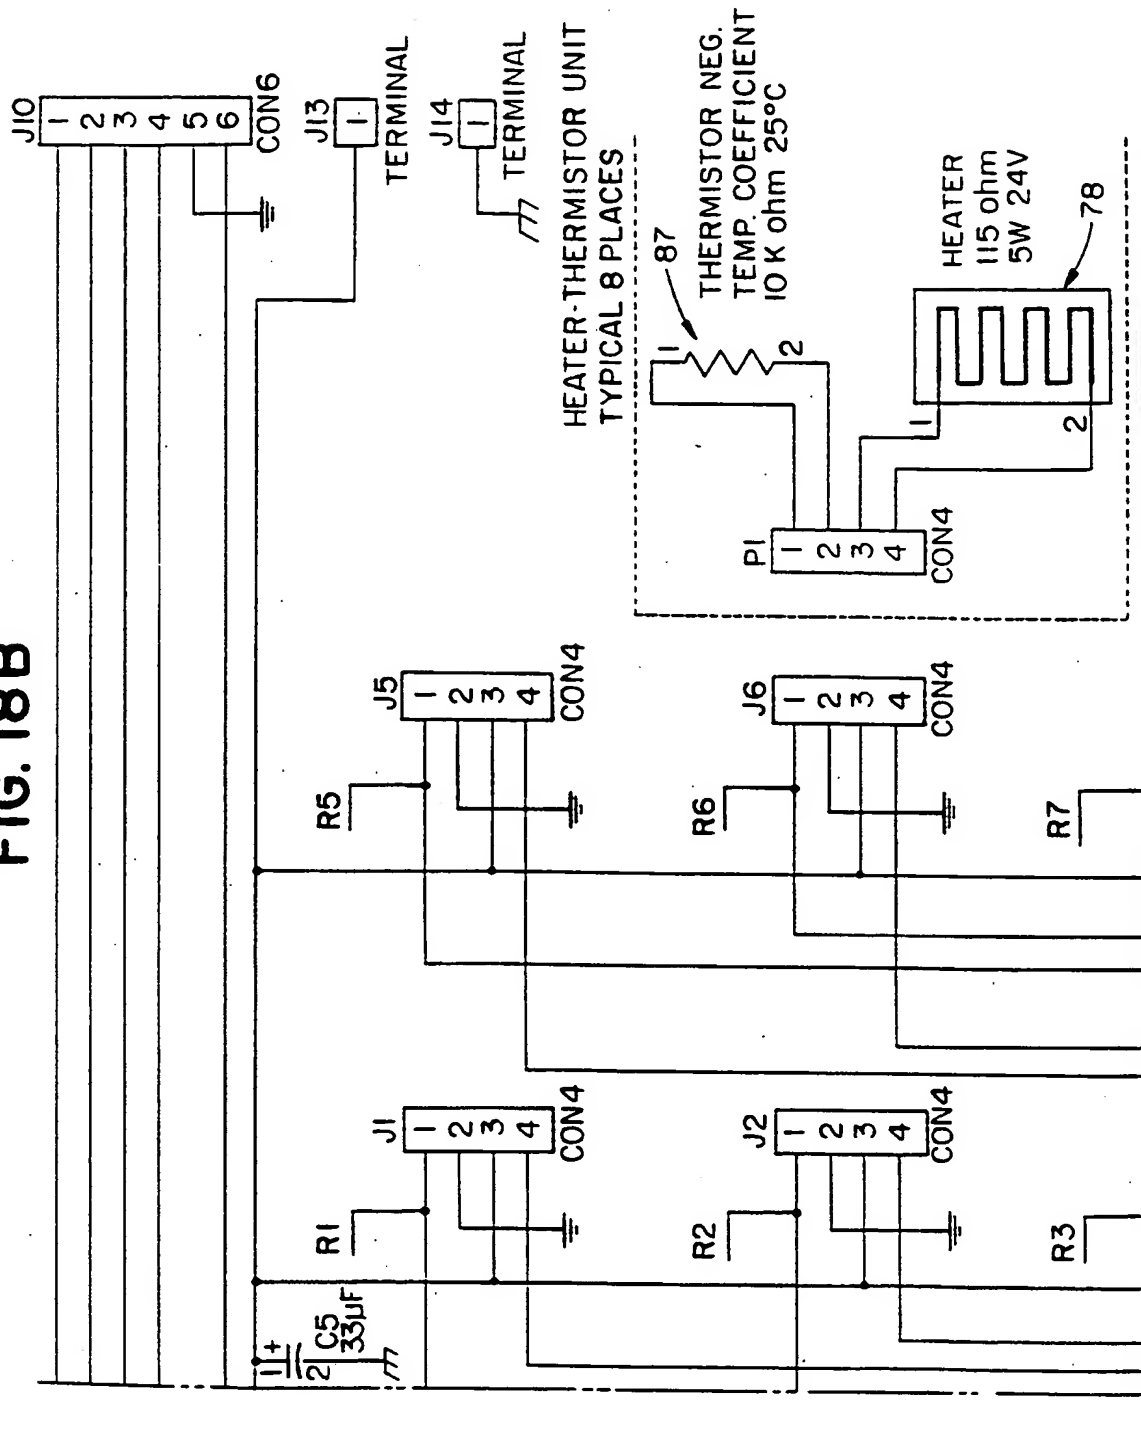 FIG. 18B
J10
1
2
3
4
5
6
CON6
J13
1
TERMINAL
J14
1
TERMINAL
C5
33μF
1
+
2
R1
J1
1
2
3
4
CON4
R5
J5
1
2
3
4
CON4
R2
J2
1
2
3
4
CON4
R6
J6
1
2
3
4
CON4
R3
R7
HEATER-THERMISTOR UNIT
TYPICAL 8 PLACES
P1
1
2
3
4
CON4
1
2
87
THERMISTOR NEG.
TEMP. COEFFICIENT
10 K ohm 25°C
1
2
HEATER
115 ohm
5W 24V
78